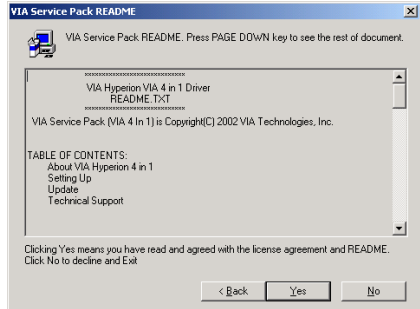 VIA Service Pack README
VIA Service Pack README. Press PAGE DOWN key to see the rest of document.
xxxxxxxxxxxxxxxxxxxxxxxxxxxxx
VIA Hyperion VIA 4 in 1 Driver
README.TXT
xxxxxxxxxxxxxxxxxxxxxxxxxxxxx
VIA Service Pack (VIA 4 In 1) is Copyright(C) 2002 VIA Technologies, Inc.
TABLE OF CONTENTS:
About VIA Hyperion 4 in 1
Setting Up
Update
Technical Support
Clicking Yes means you have read and agreed with the license agreement and README.
Click No to decline and Exit
< Back
Yes
No